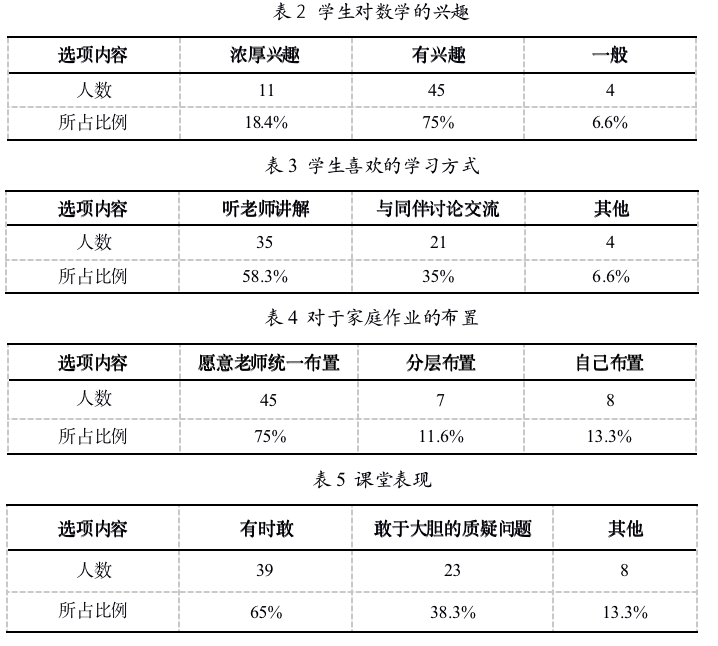 表2 学生对数学的兴趣
选项内容 浓厚兴趣 有兴趣 一般
人数 11 45 4
所占比例 18.4% 75% 6.6%
表3 学生喜欢的学习方式
选项内容 听老师讲解 与同伴讨论交流 其他
人数 35 21 4
所占比例 58.3% 35% 6.6%
表4 对于家庭作业的布置
选项内容 愿意老师统一布置 分层布置 自己布置
人数 45 7 8
所占比例 75% 11.6% 13.3%
表5 课堂表现
选项内容 有时敢 敢于大胆的质疑问题 其他
人数 39 23 8
所占比例 65% 38.3% 13.3%